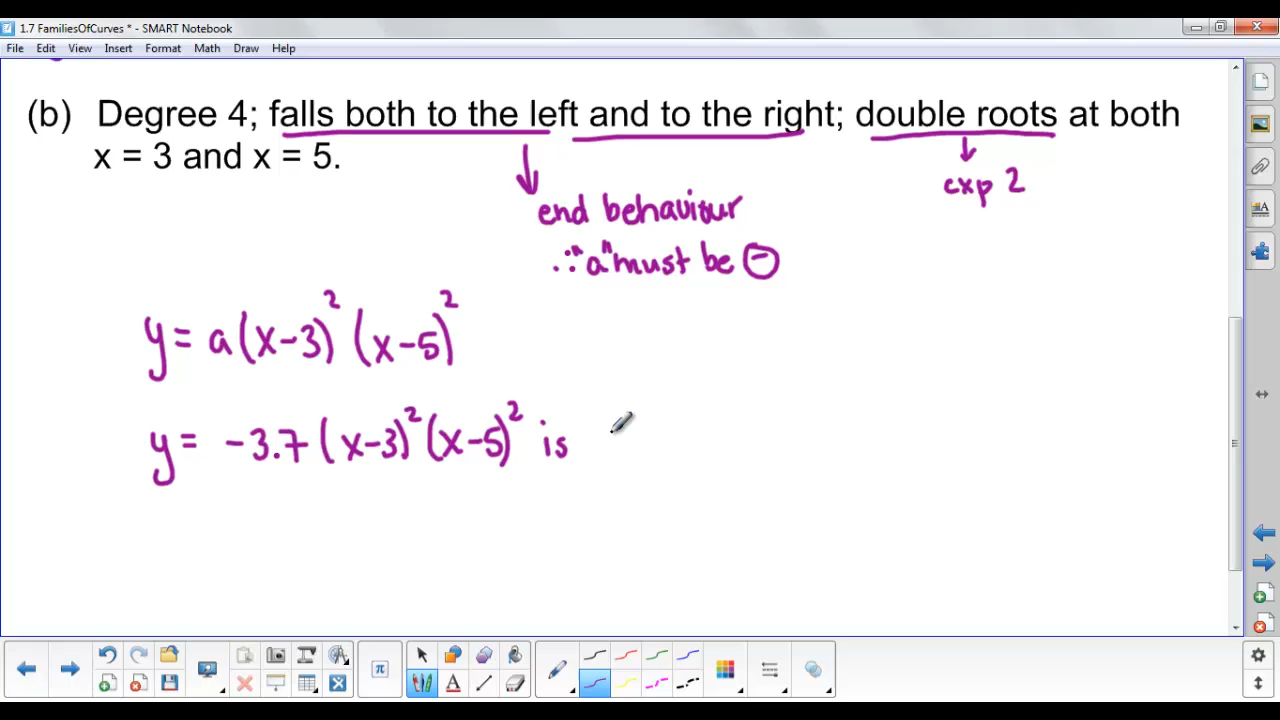 1.7 FamiliesOfCurves * - SMART Notebook
File Edit View Insert Format Math Draw Help
(b) Degree 4; falls both to the left and to the right; double roots at both
x = 3 and x = 5.
exp 2
end behaviour
∴ "a" must be ⊖
y = a(x-3)² (x-5)²
y = -3.7 (x-3)² (x-5)² is